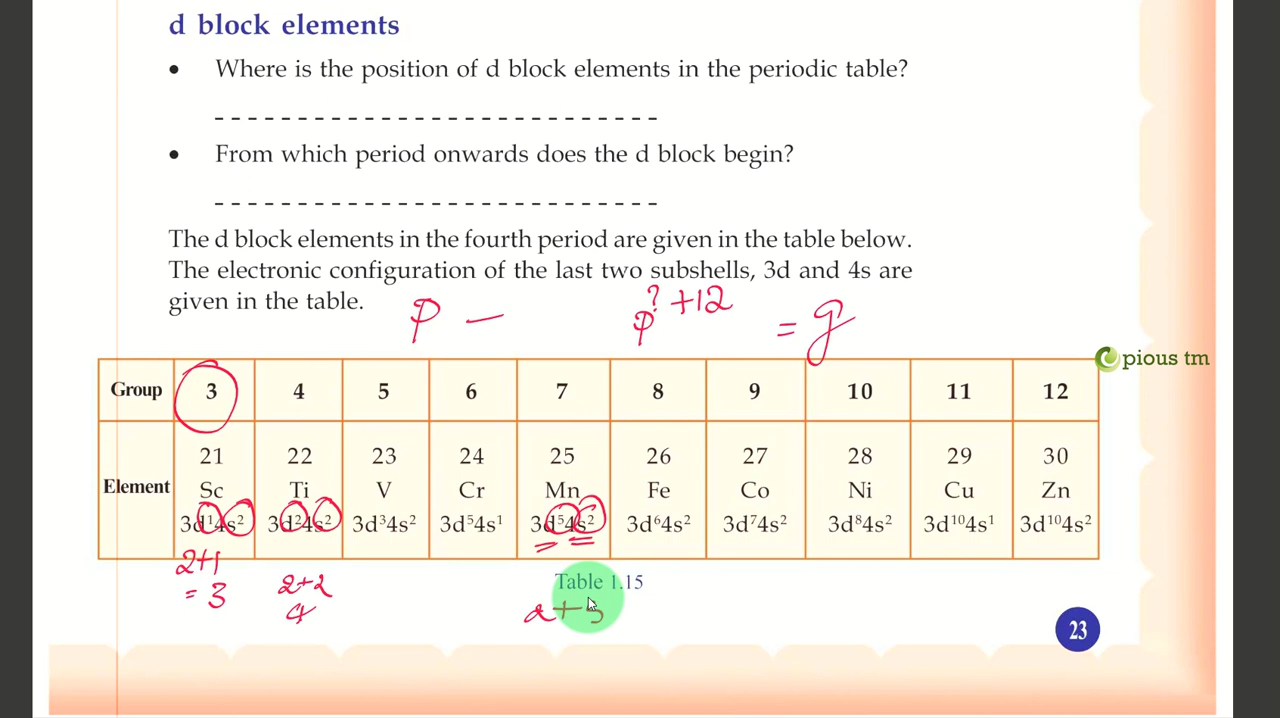 d block elements
• Where is the position of d block elements in the periodic table?
• From which period onwards does the d block begin?
The d block elements in the fourth period are given in the table below.
The electronic configuration of the last two subshells, 3d and 4s are
given in the table.
p — p? +12 = g
Cpious tm
Group 3 4 5 6 7 8 9 10 11 12
21 22 23 24 25 26 27 28 29 30
Element Sc Ti V Cr Mn Fe Co Ni Cu Zn
3d¹4s² 3d²4s² 3d³4s² 3d⁵4s¹ 3d⁵4s² 3d⁶4s² 3d⁷4s² 3d⁸4s² 3d¹⁰4s¹ 3d¹⁰4s²
2+1
= 3
2+2
4
Table 1.15
2+5
23